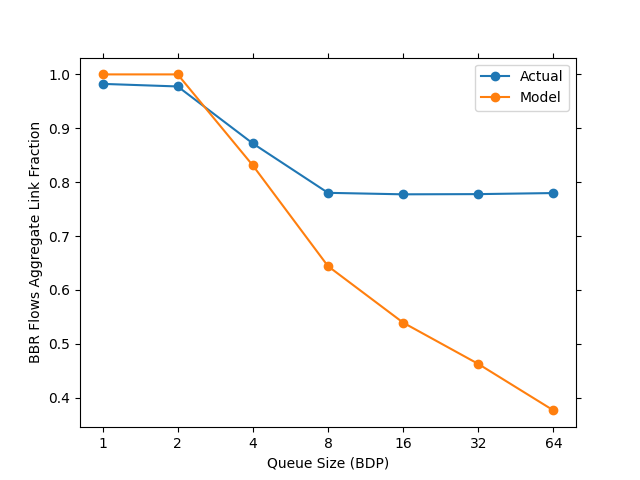 Actual
Model
BBR Flows Aggregate Link Fraction
1.0
0.9
0.8
0.7
0.6
0.5
0.4
1 2 4 8 16 32 64
Queue Size (BDP)